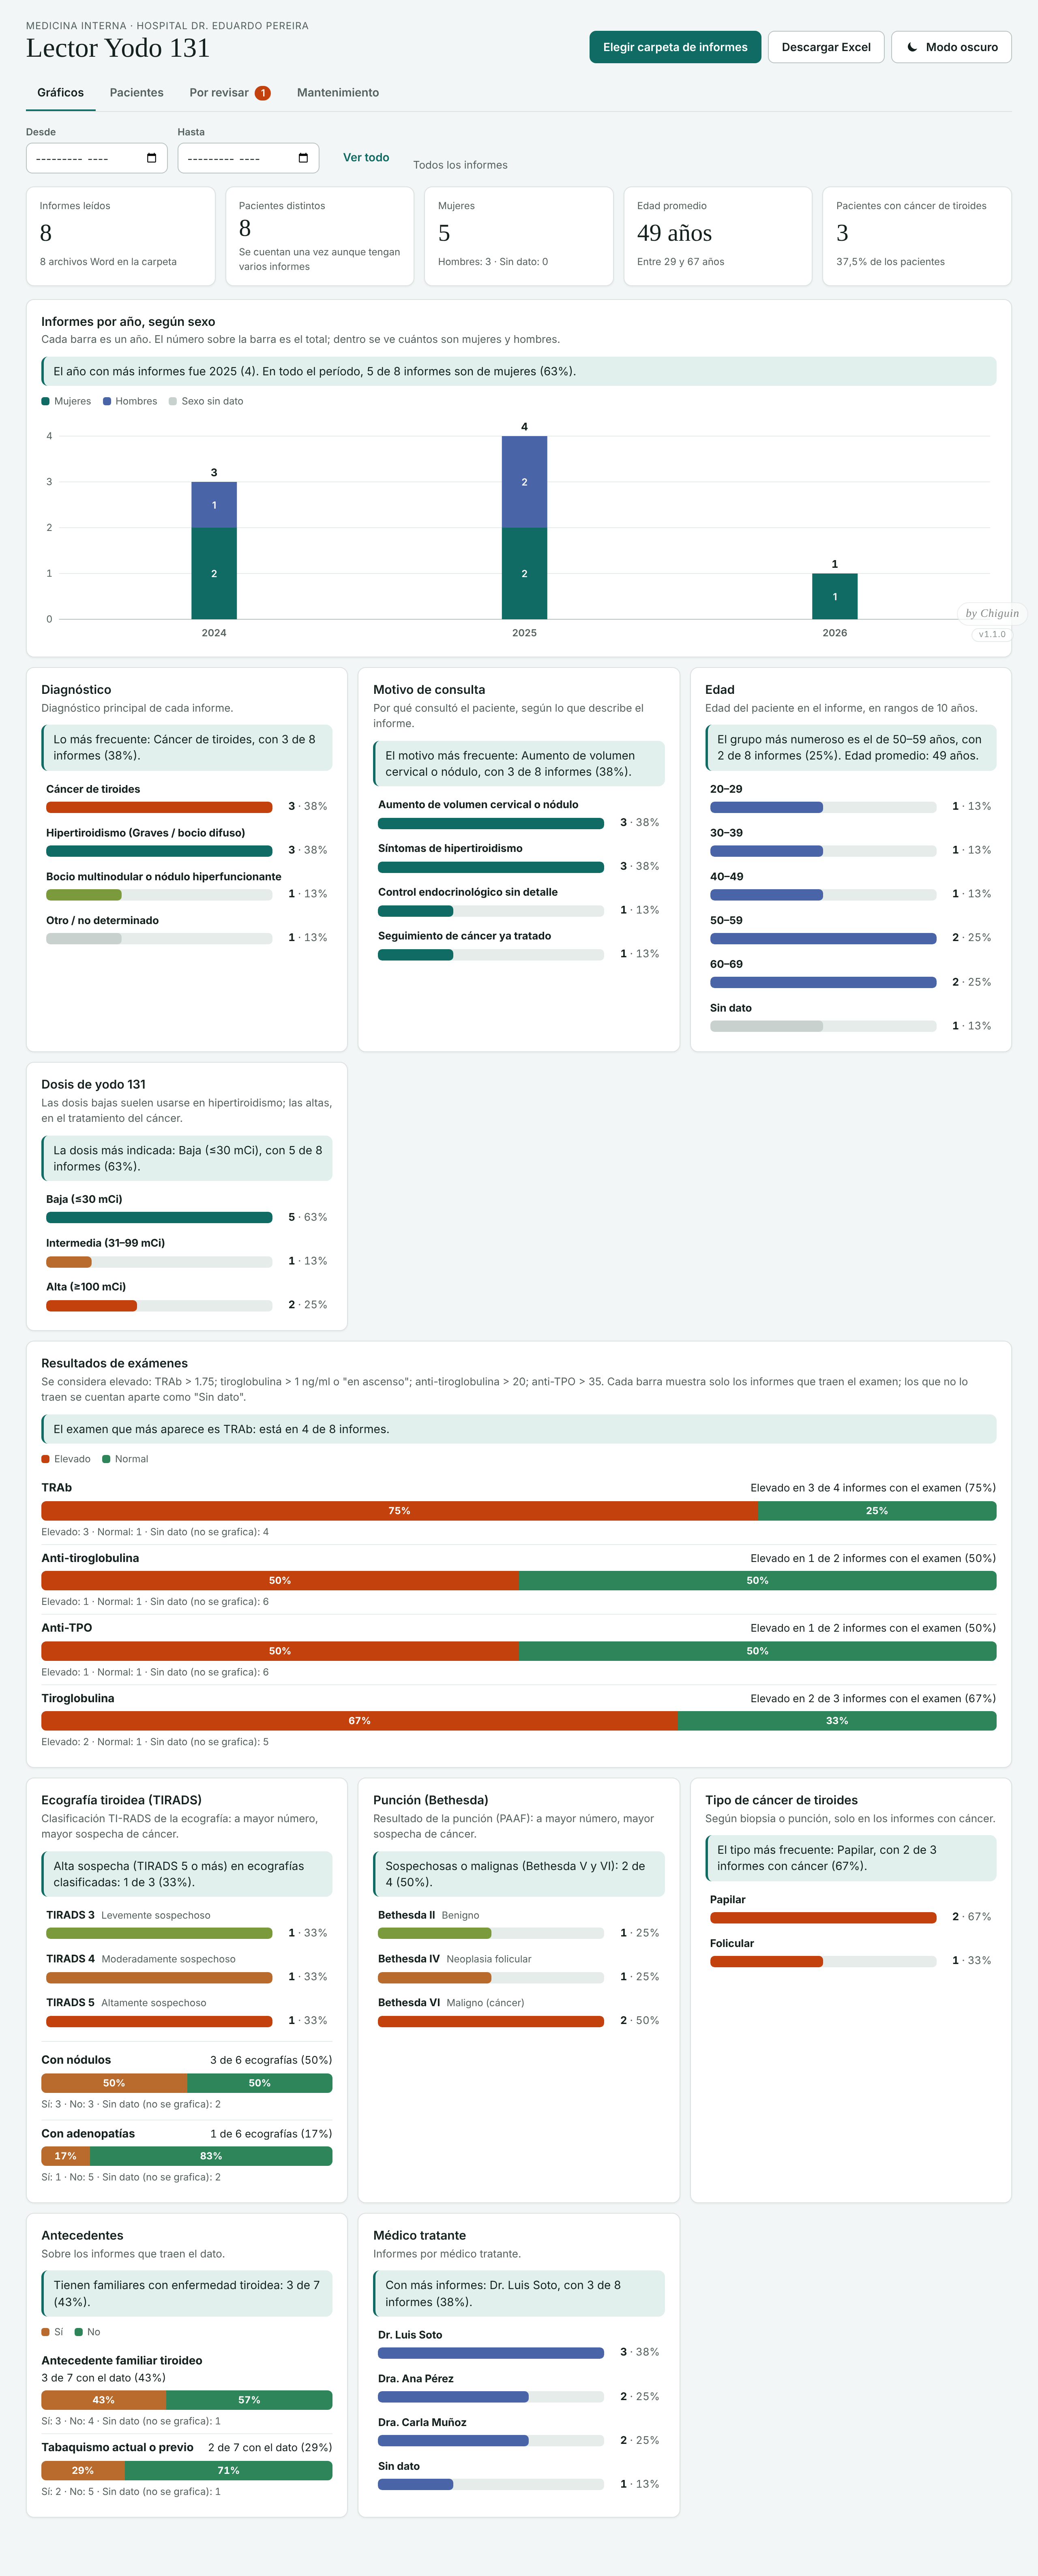 MEDICINA INTERNA · HOSPITAL DR. EDUARDO PEREIRA
Lector Yodo 131
Elegir carpeta de informes
Descargar Excel
Modo oscuro
Gráficos
Pacientes
Por revisar 1
Mantenimiento
Desde
Hasta
--------- ----
--------- ----
Ver todo
Todos los informes
Informes leídos
8
8 archivos Word en la carpeta
Pacientes distintos
8
Se cuentan una vez aunque tengan
varios informes
Mujeres
5
Hombres: 3 · Sin dato: 0
Edad promedio
49 años
Entre 29 y 67 años
Pacientes con cáncer de tiroides
3
37,5% de los pacientes
Informes por año, según sexo
Cada barra es un año. El número sobre la barra es el total; dentro se ve cuántos son mujeres y hombres.
El año con más informes fue 2025 (4). En todo el período, 5 de 8 informes son de mujeres (63%).
Mujeres
Hombres
Sexo sin dato
4
3
2
1
0
3
1
2
4
2
2
1
1
2024
2025
2026
by Chiguin
v1.1.0
Diagnóstico
Diagnóstico principal de cada informe.
Lo más frecuente: Cáncer de tiroides, con 3 de 8
informes (38%).
Cáncer de tiroides
3 · 38%
Hipertiroidismo (Graves / bocio difuso)
3 · 38%
Bocio multinodular o nódulo hiperfuncionante
1 · 13%
Otro / no determinado
1 · 13%
Motivo de consulta
Por qué consultó el paciente, según lo que describe el
informe.
El motivo más frecuente: Aumento de volumen
cervical o nódulo, con 3 de 8 informes (38%).
Aumento de volumen cervical o nódulo
3 · 38%
Síntomas de hipertiroidismo
3 · 38%
Control endocrinológico sin detalle
1 · 13%
Seguimiento de cáncer ya tratado
1 · 13%
Edad
Edad del paciente en el informe, en rangos de 10 años.
El grupo más numeroso es el de 50–59 años, con
2 de 8 informes (25%). Edad promedio: 49 años.
20–29
1 · 13%
30–39
1 · 13%
40–49
1 · 13%
50–59
2 · 25%
60–69
2 · 25%
Sin dato
1 · 13%
Dosis de yodo 131
Las dosis bajas suelen usarse en hipertiroidismo; las altas,
en el tratamiento del cáncer.
La dosis más indicada: Baja (≤30 mCi), con 5 de 8
informes (63%).
Baja (≤30 mCi)
5 · 63%
Intermedia (31–99 mCi)
1 · 13%
Alta (≥100 mCi)
2 · 25%
Resultados de exámenes
Se considera elevado: TRAb > 1.75; tiroglobulina > 1 ng/ml o "en ascenso"; anti-tiroglobulina > 20; anti-TPO > 35. Cada barra muestra solo los informes que traen el examen; los que no lo
traen se cuentan aparte como "Sin dato".
El examen que más aparece es TRAb: está en 4 de 8 informes.
Elevado
Normal
TRAb
Elevado en 3 de 4 informes con el examen (75%)
75%
25%
Elevado: 3 · Normal: 1 · Sin dato (no se grafica): 4
Anti-tiroglobulina
Elevado en 1 de 2 informes con el examen (50%)
50%
50%
Elevado: 1 · Normal: 1 · Sin dato (no se grafica): 6
Anti-TPO
Elevado en 1 de 2 informes con el examen (50%)
50%
50%
Elevado: 1 · Normal: 1 · Sin dato (no se grafica): 6
Tiroglobulina
Elevado en 2 de 3 informes con el examen (67%)
67%
33%
Elevado: 2 · Normal: 1 · Sin dato (no se grafica): 5
Ecografía tiroidea (TIRADS)
Clasificación TI-RADS de la ecografía: a mayor número,
mayor sospecha de cáncer.
Alta sospecha (TIRADS 5 o más) en ecografías
clasificadas: 1 de 3 (33%).
TIRADS 3 Levemente sospechoso
1 · 33%
TIRADS 4 Moderadamente sospechoso
1 · 33%
TIRADS 5 Altamente sospechoso
1 · 33%
Con nódulos
3 de 6 ecografías (50%)
50%
50%
Sí: 3 · No: 3 · Sin dato (no se grafica): 2
Con adenopatías
1 de 6 ecografías (17%)
17%
83%
Sí: 1 · No: 5 · Sin dato (no se grafica): 2
Punción (Bethesda)
Resultado de la punción (PAAF): a mayor número, mayor
sospecha de cáncer.
Sospechosas o malignas (Bethesda V y VI): 2 de
4 (50%).
Bethesda II Benigno
1 · 25%
Bethesda IV Neoplasia folicular
1 · 25%
Bethesda VI Maligno (cáncer)
2 · 50%
Tipo de cáncer de tiroides
Según biopsia o punción, solo en los informes con cáncer.
El tipo más frecuente: Papilar, con 2 de 3
informes con cáncer (67%).
Papilar
2 · 67%
Folicular
1 · 33%
Antecedentes
Sobre los informes que traen el dato.
Tienen familiares con enfermedad tiroidea: 3 de 7
(43%).
Sí
No
Antecedente familiar tiroideo
3 de 7 con el dato (43%)
43%
57%
Sí: 3 · No: 4 · Sin dato (no se grafica): 1
Tabaquismo actual o previo
2 de 7 con el dato (29%)
29%
71%
Sí: 2 · No: 5 · Sin dato (no se grafica): 1
Médico tratante
Informes por médico tratante.
Con más informes: Dr. Luis Soto, con 3 de 8
informes (38%).
Dr. Luis Soto
3 · 38%
Dra. Ana Pérez
2 · 25%
Dra. Carla Muñoz
2 · 25%
Sin dato
1 · 13%